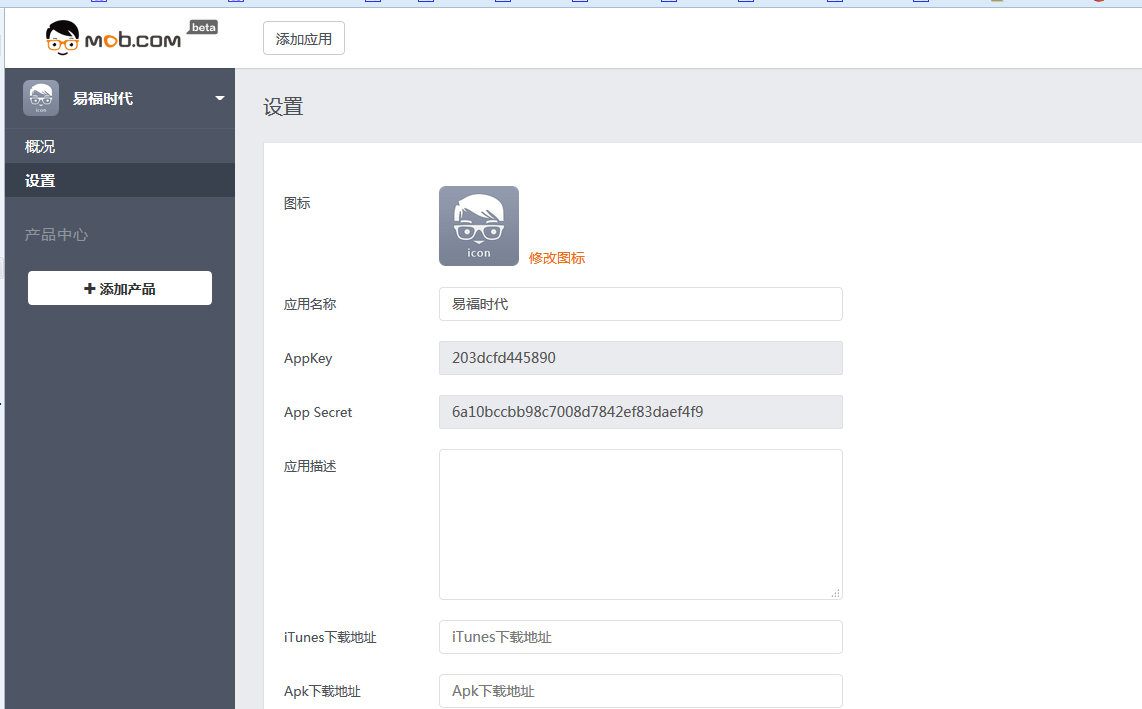 mob.com beta
添加应用
易福时代
概况
设置
产品中心
添加产品
设置
图标
icon
修改图标
应用名称
易福时代
AppKey
203dcfd445890
App Secret
6a10bccbb98c7008d7842ef83daef4f9
应用描述
iTunes下载地址
iTunes下载地址
Apk下载地址
Apk下载地址